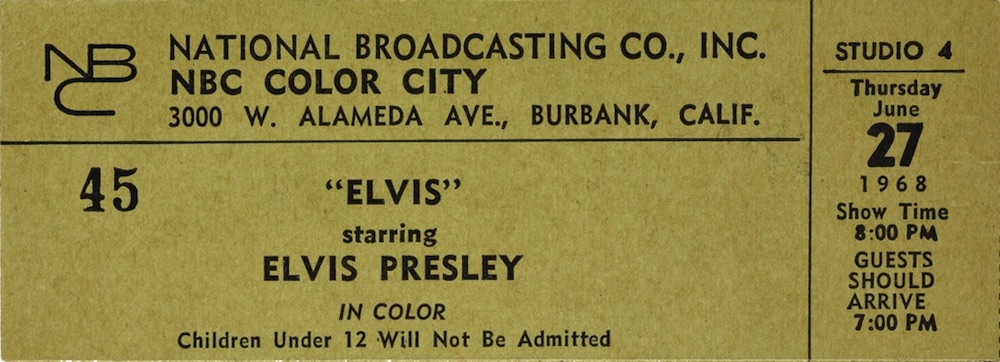 NBC
NATIONAL BROADCASTING CO., INC.
NBC COLOR CITY
3000 W. ALAMEDA AVE., BURBANK, CALIF.
45
"ELVIS"
starring
ELVIS PRESLEY
IN COLOR
Children Under 12 Will Not Be Admitted
STUDIO 4
Thursday
June
27
1968
Show Time
8:00 PM
GUESTS
SHOULD
ARRIVE
7:00 PM